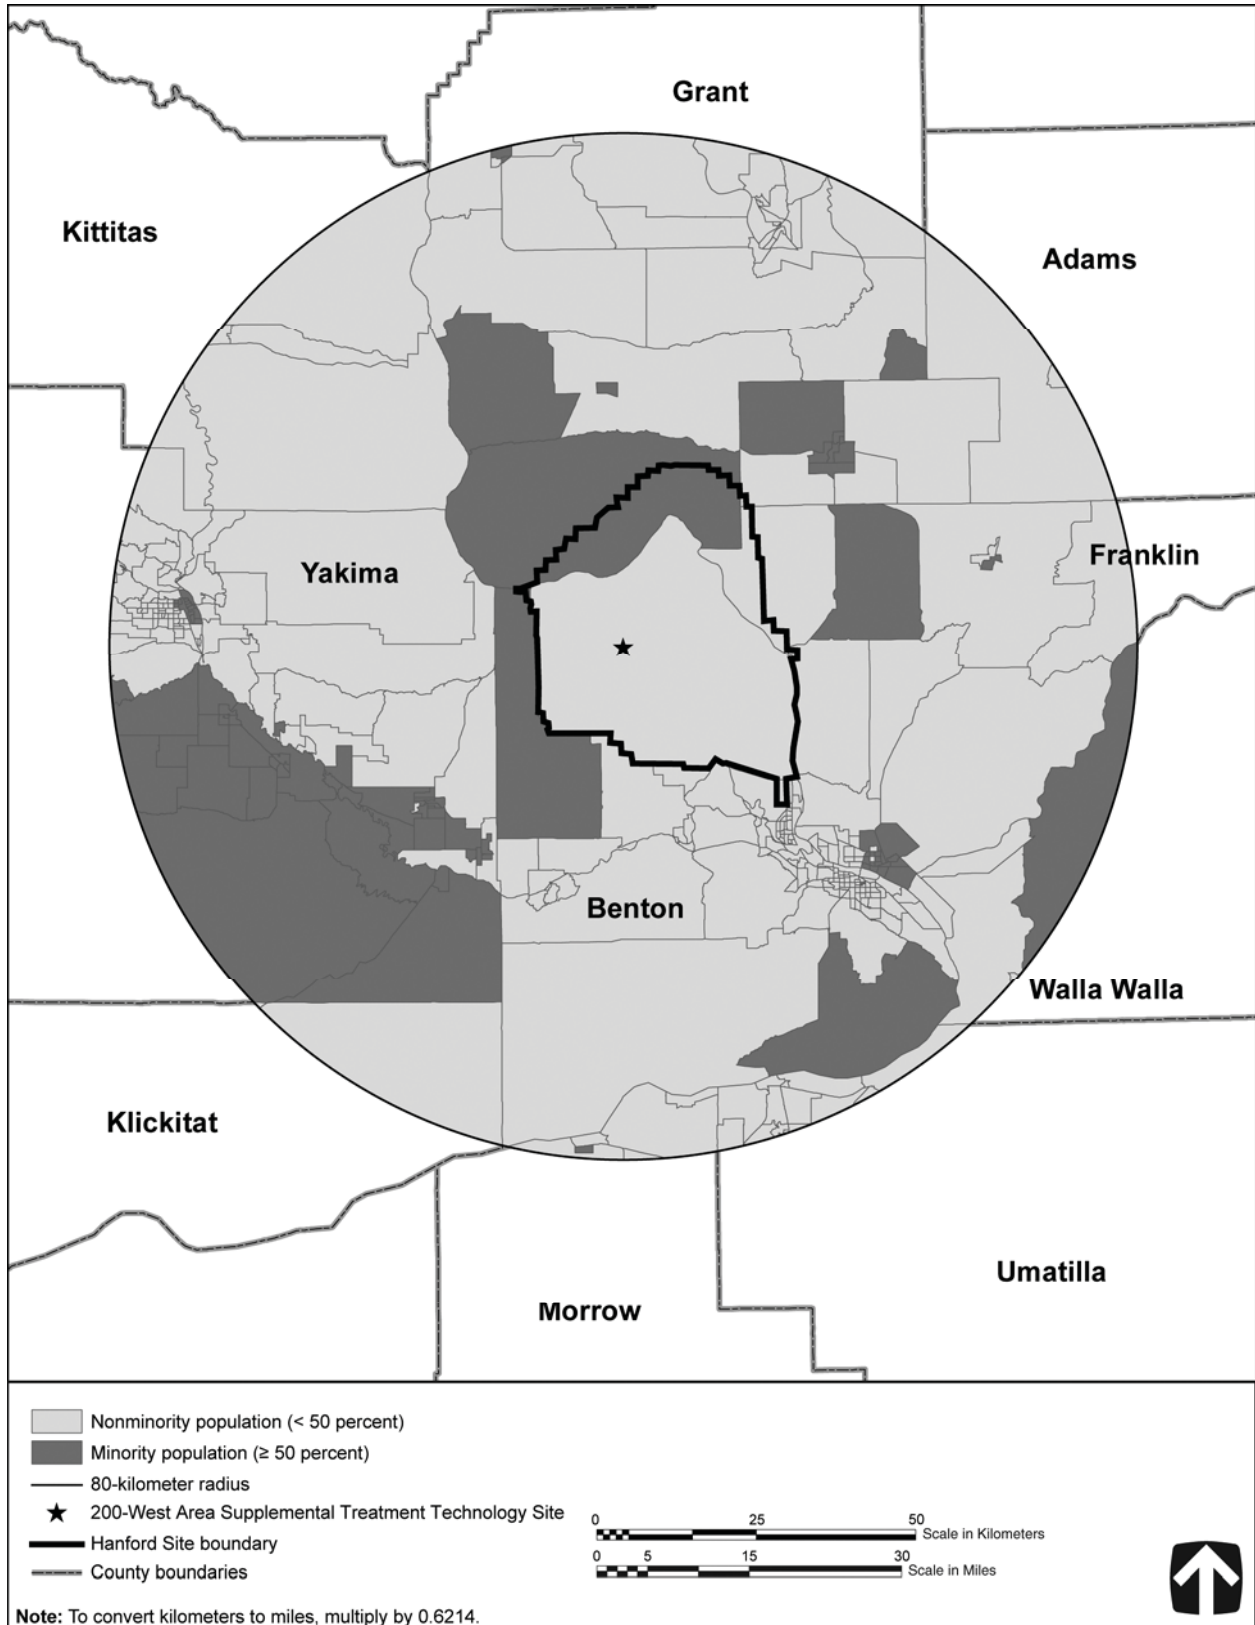 Grant
Kittitas
Adams
Yakima
Franklin
Benton
Walla Walla
Klickitat
Umatilla
Morrow
Nonminority population (< 50 percent)
Minority population (≥ 50 percent)
80-kilometer radius
200-West Area Supplemental Treatment Technology Site
Hanford Site boundary
County boundaries
0 25 50
Scale in Kilometers
0 5 15 30
Scale in Miles
Note: To convert kilometers to miles, multiply by 0.6214.